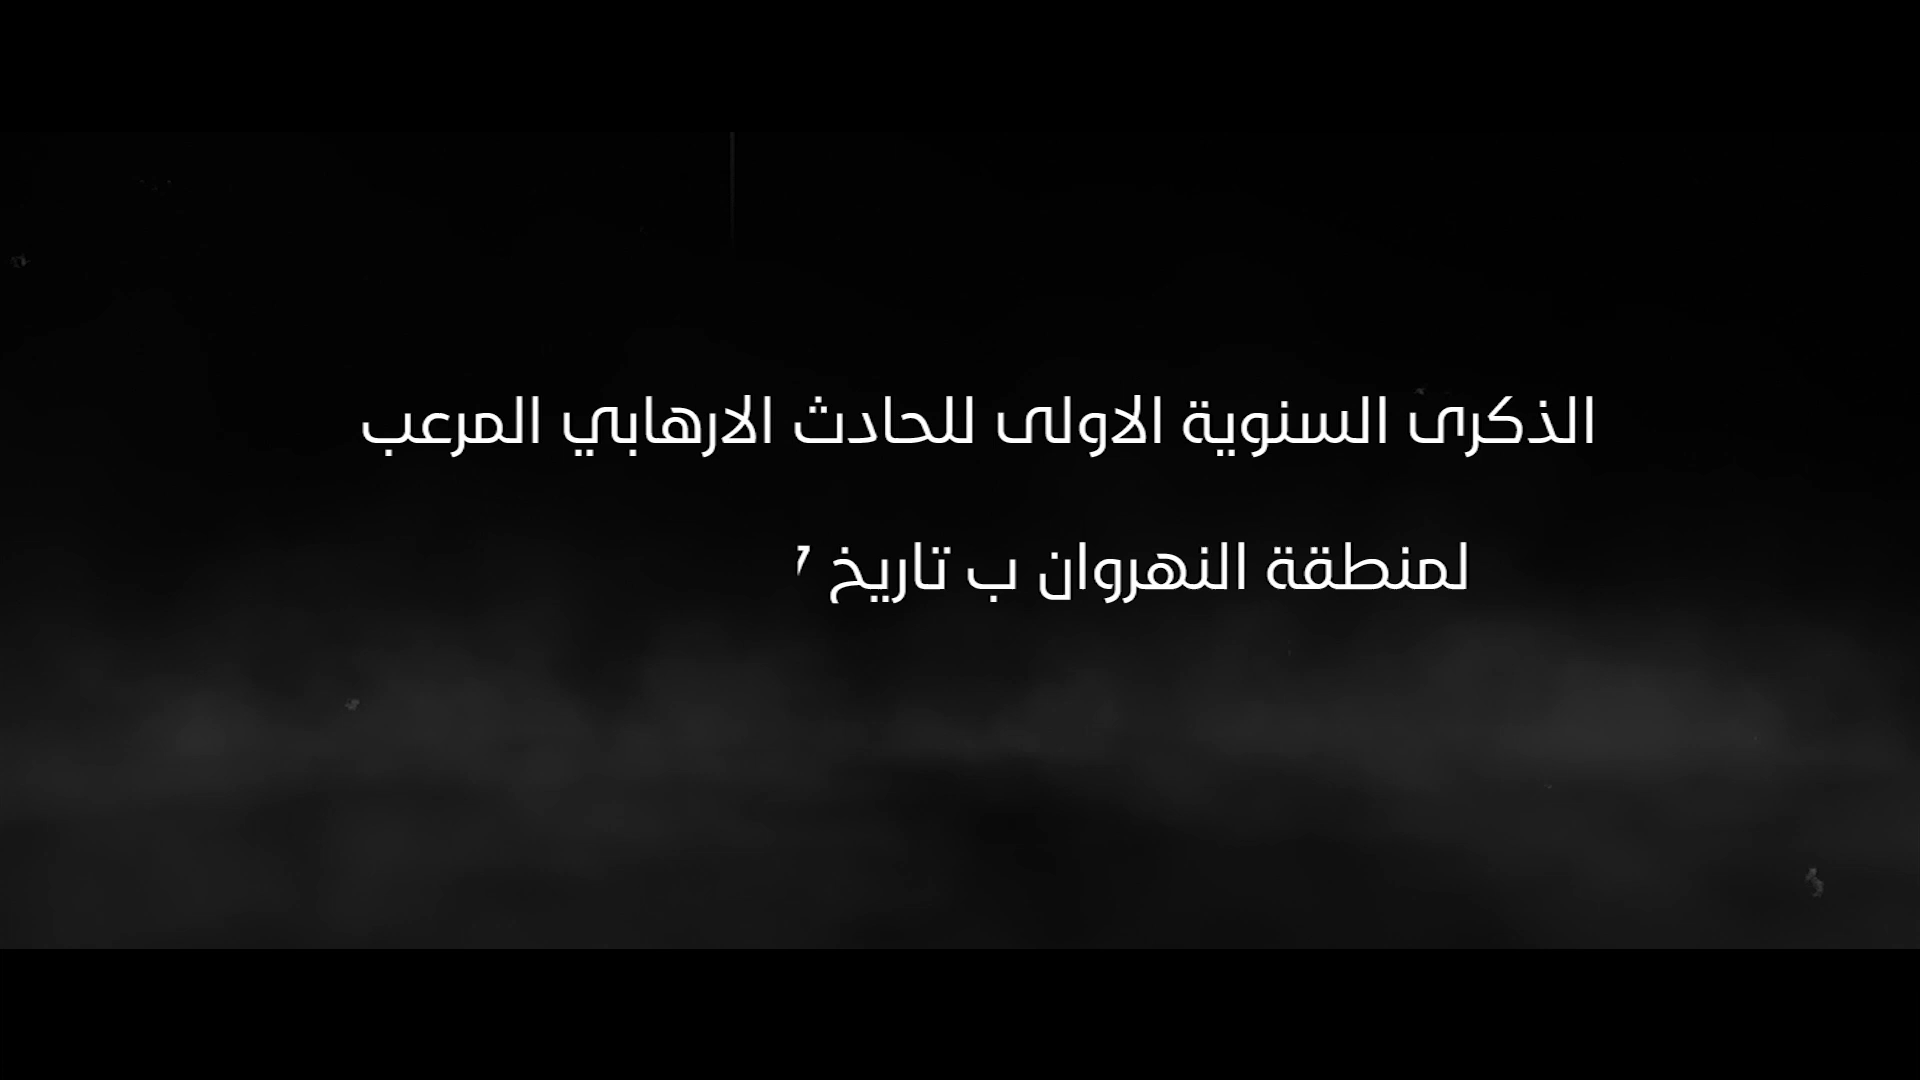 الذكرى السنوية الاولى للحادث الارهابي المرعب
لمنطقة النهروان ب تاريخ